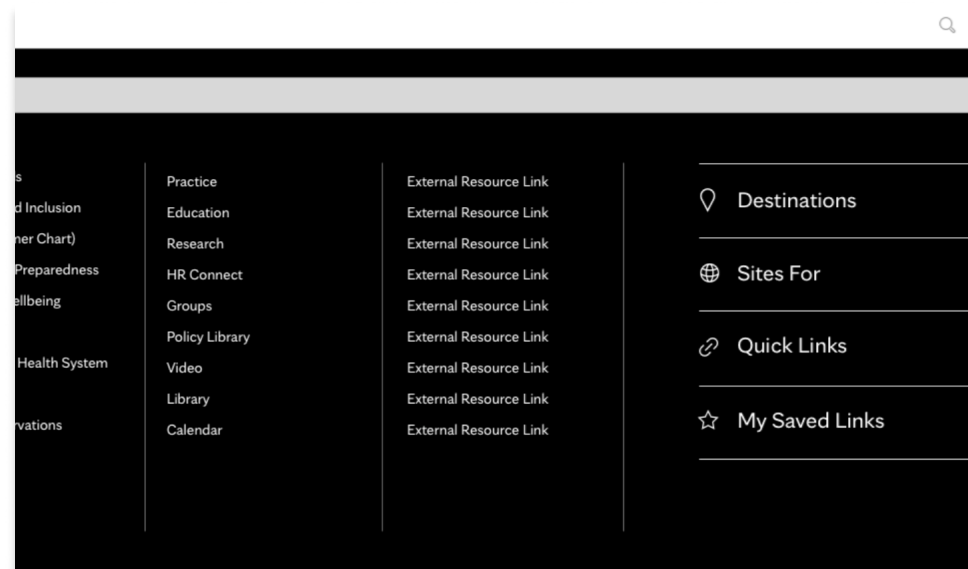 d Inclusion
ner Chart)
Preparedness
ellbeing
Health System
rvations
Practice
Education
Research
HR Connect
Groups
Policy Library
Video
Library
Calendar
External Resource Link
External Resource Link
External Resource Link
External Resource Link
External Resource Link
External Resource Link
External Resource Link
External Resource Link
External Resource Link
Destinations
Sites For
Quick Links
My Saved Links